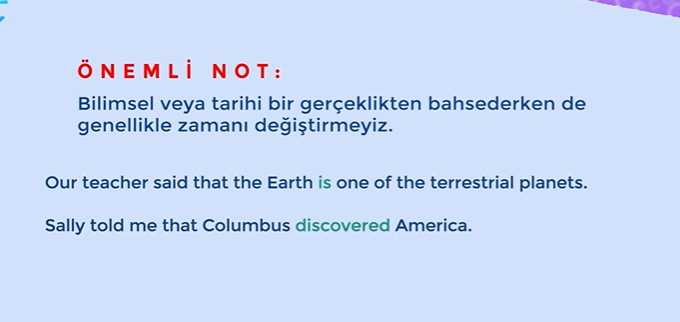 ÖNEMLİ NOT:
Bilimsel veya tarihi bir gerçeklikten bahsederken de
genellikle zamanı değiştirmeyiz.
Our teacher said that the Earth is one of the terrestrial planets.
Sally told me that Columbus discovered America.